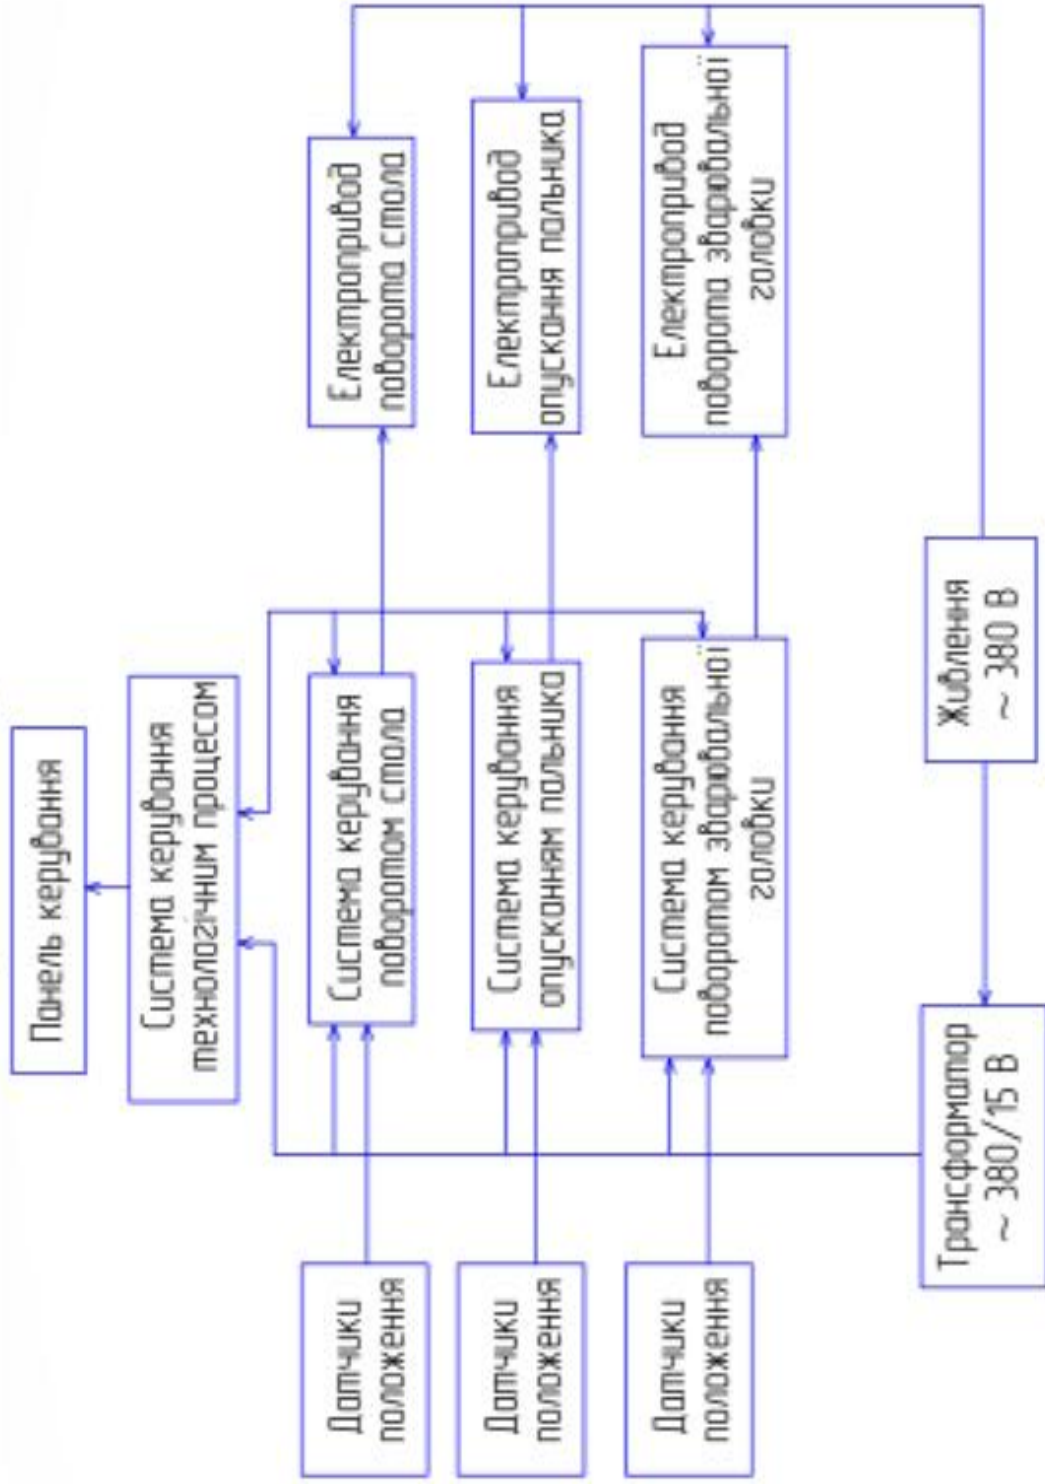 Панель керування
Система керування
технологічним процесом
Датчики
положення
Система керування
поворотом стола
Електропривод
поворота стола
Датчики
положення
Система керування
опусканням пальника
Електропривод
опускання пальника
Датчики
положення
Система керування
поворотом зварювальної
головки
Електропривод
поворота зварювальної
головки
Трансформатор
~ 380/15 В
Живлення
~ 380 В